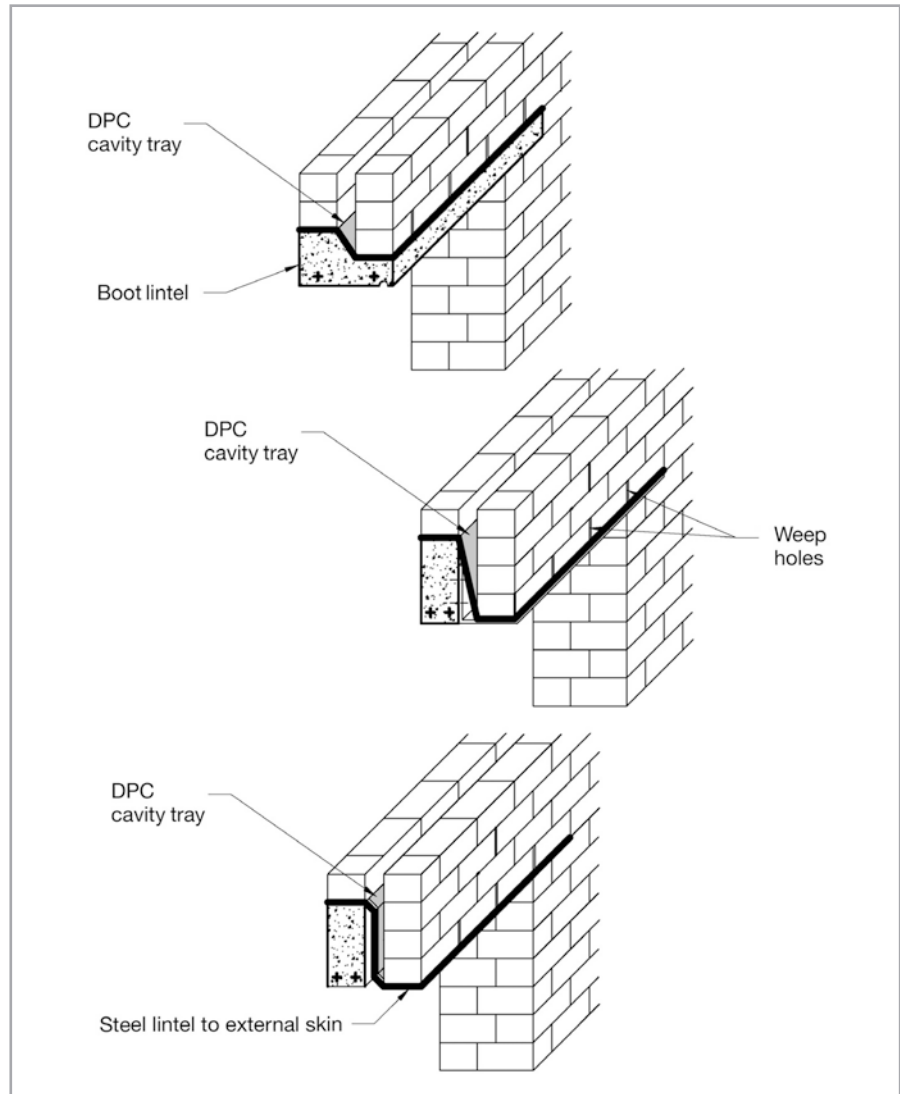 DPC
cavity tray
Boot lintel
DPC
cavity tray
Weep
holes
DPC
cavity tray
Steel lintel to external skin